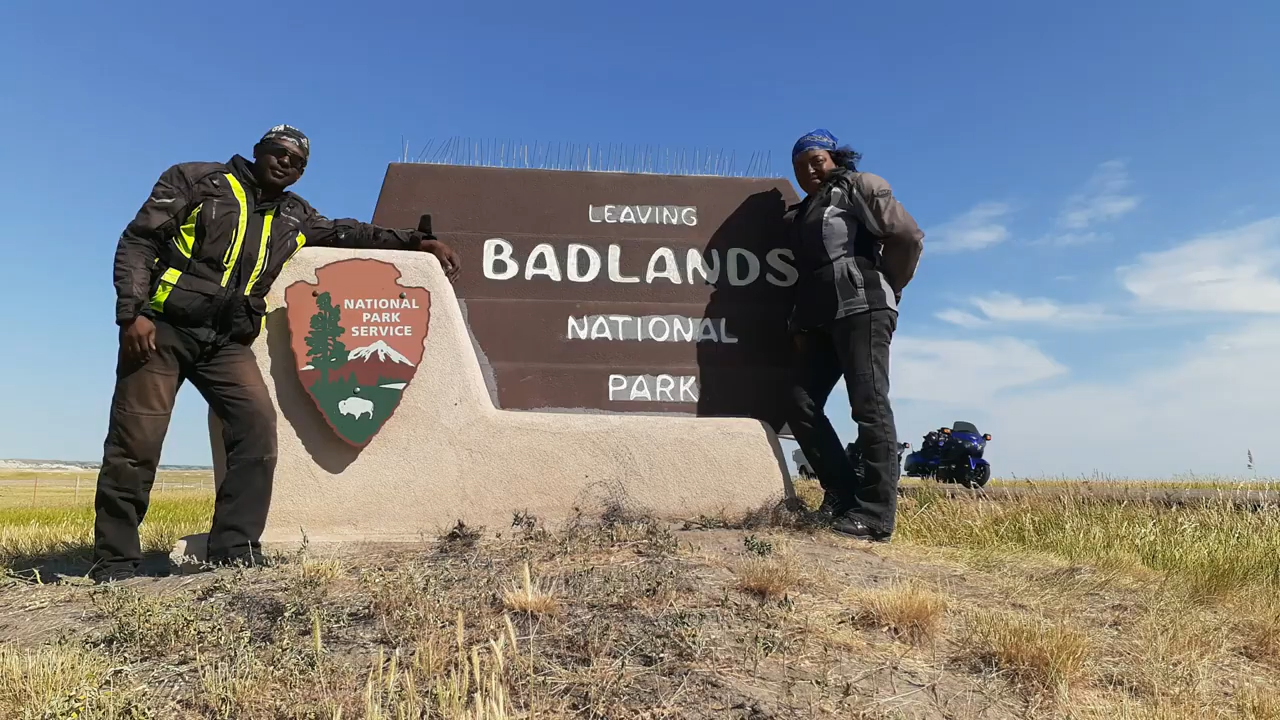 LEAVING
BADLANDS
NATIONAL
PARK
NATIONAL
PARK
SERVICE